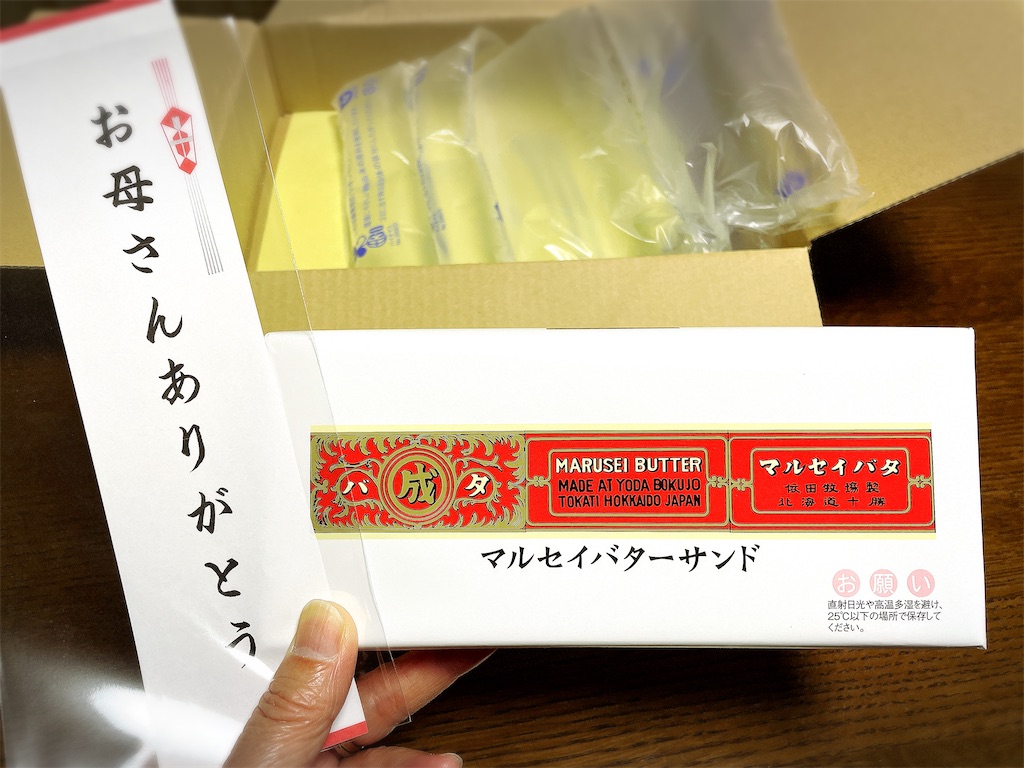 お母さんありがとう
バ 成 タ
MARUSEI BUTTER
MADE AT YODA BOKUJO
TOKATI HOKKAIDO JAPAN
マルセイバタ
依田牧場製
北海道十勝
マルセイバターサンド
お願い
直射日光や高温多湿を避け、
25℃以下の場所で保存して
ください。